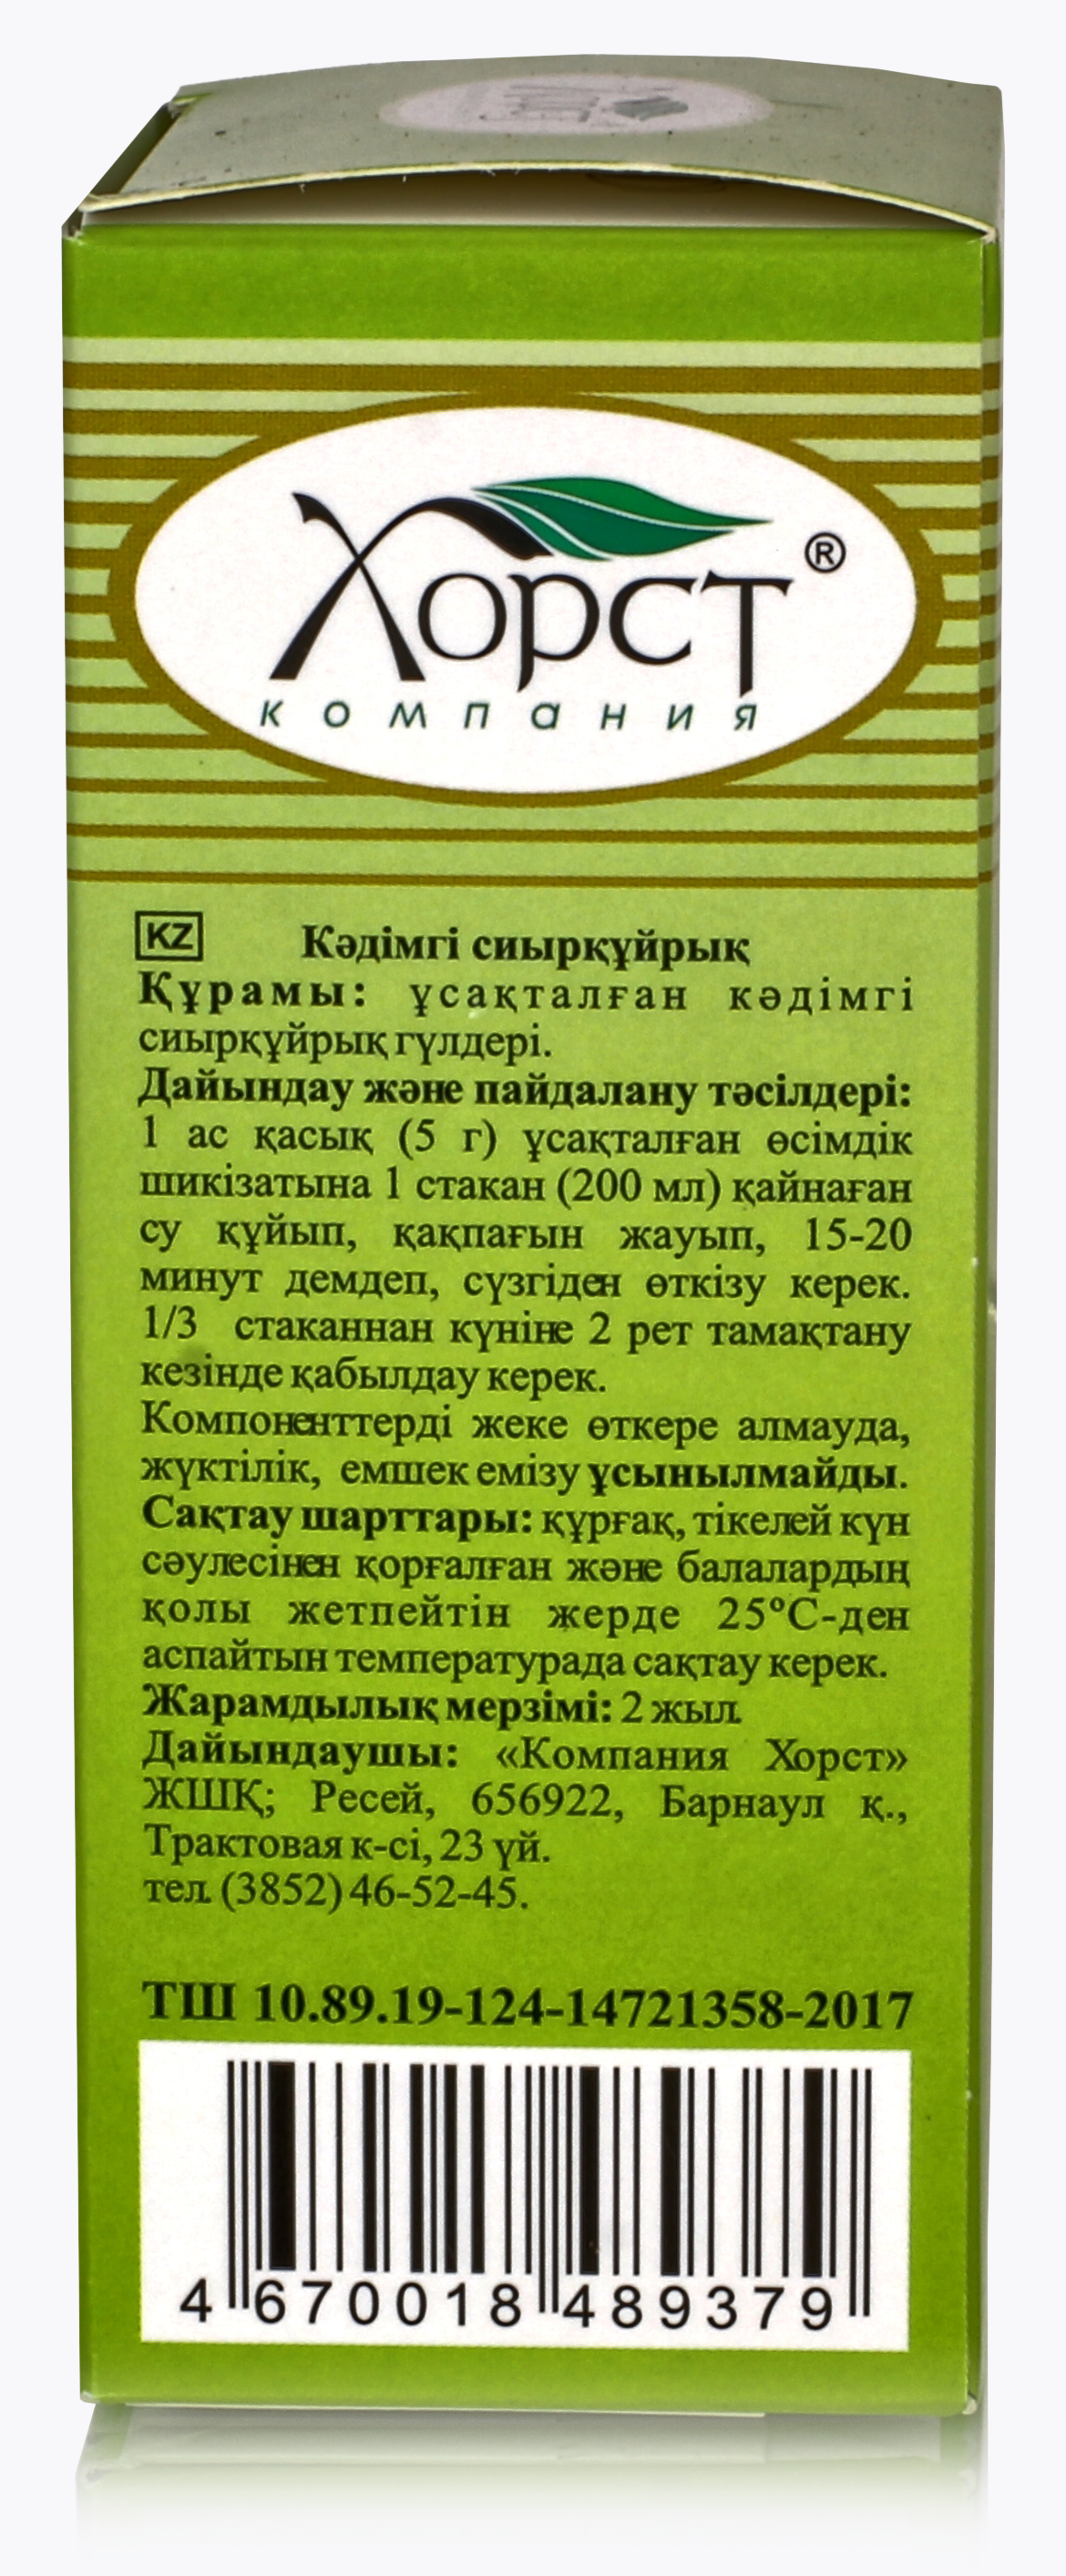 Хорст®
компания
KZ Кәдімгі сиырқұйрық
Құрамы: ұсақталған кәдімгі
сиырқұйрық гүлдері.
Дайындау және пайдалану тәсілдері:
1 ас қасық (5 г) ұсақталған өсімдік
шикізатына 1 стакан (200 мл) қайнаған
су құйып, қақпағын жауып, 15-20
минут демдеп, сүзгіден өткізу керек.
1/3 стаканнан күніне 2 рет тамақтану
кезінде қабылдау керек.
Компоненттерді жеке өткере алмауда,
жүктілік, емшек емізу ұсынылмайды.
Сақтау шарттары: құрғақ, тікелей күн
сәулесінен қорғалған және балалардың
қолы жетпейтін жерде 25°С-ден
аспайтын температурада сақтау керек.
Жарамдылық мерзімі: 2 жыл.
Дайындаушы: «Компания Хорст»
ЖШҚ; Ресей, 656922, Барнаул қ.,
Трактовая к-сі, 23 үй.
тел. (3852) 46-52-45.
ТШ 10.89.19-124-14721358-2017
4 670018 489379